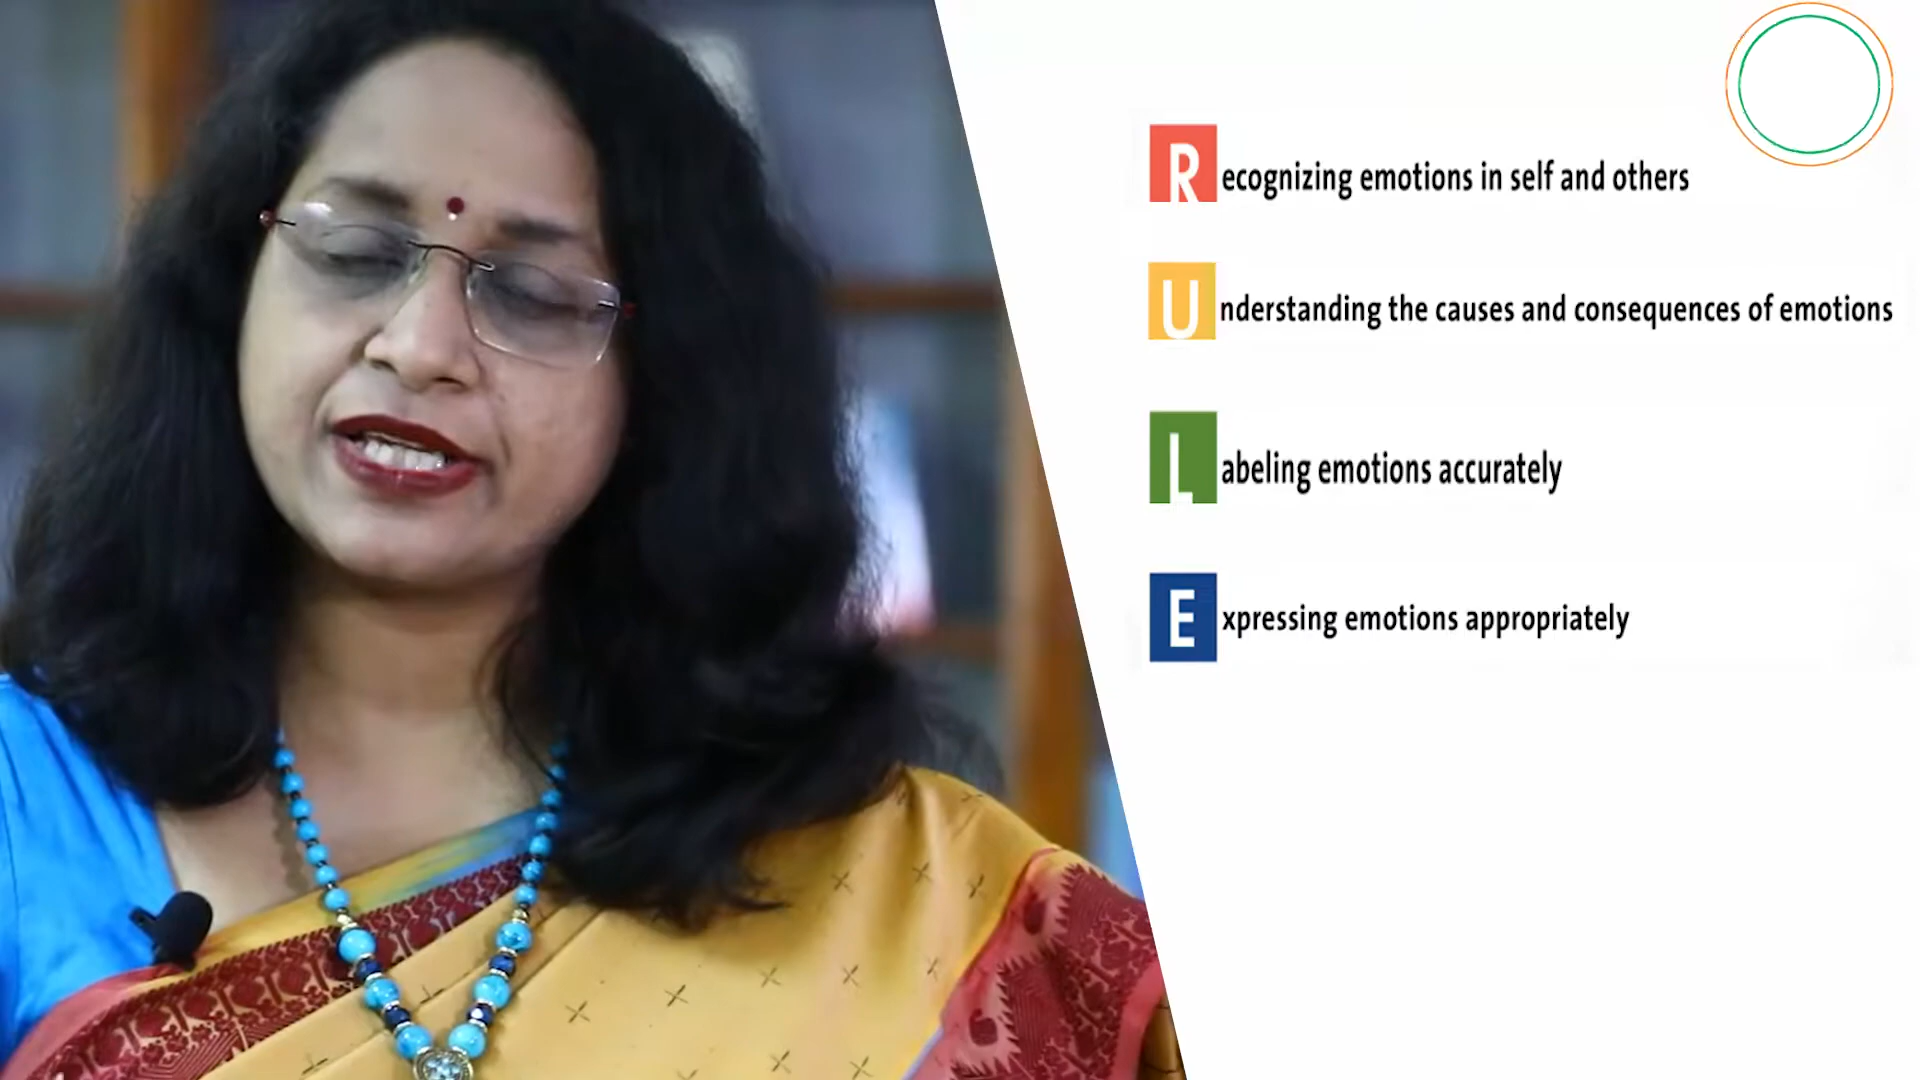 Recognizing emotions in self and others
Understanding the causes and consequences of emotions
Labeling emotions accurately
Expressing emotions appropriately